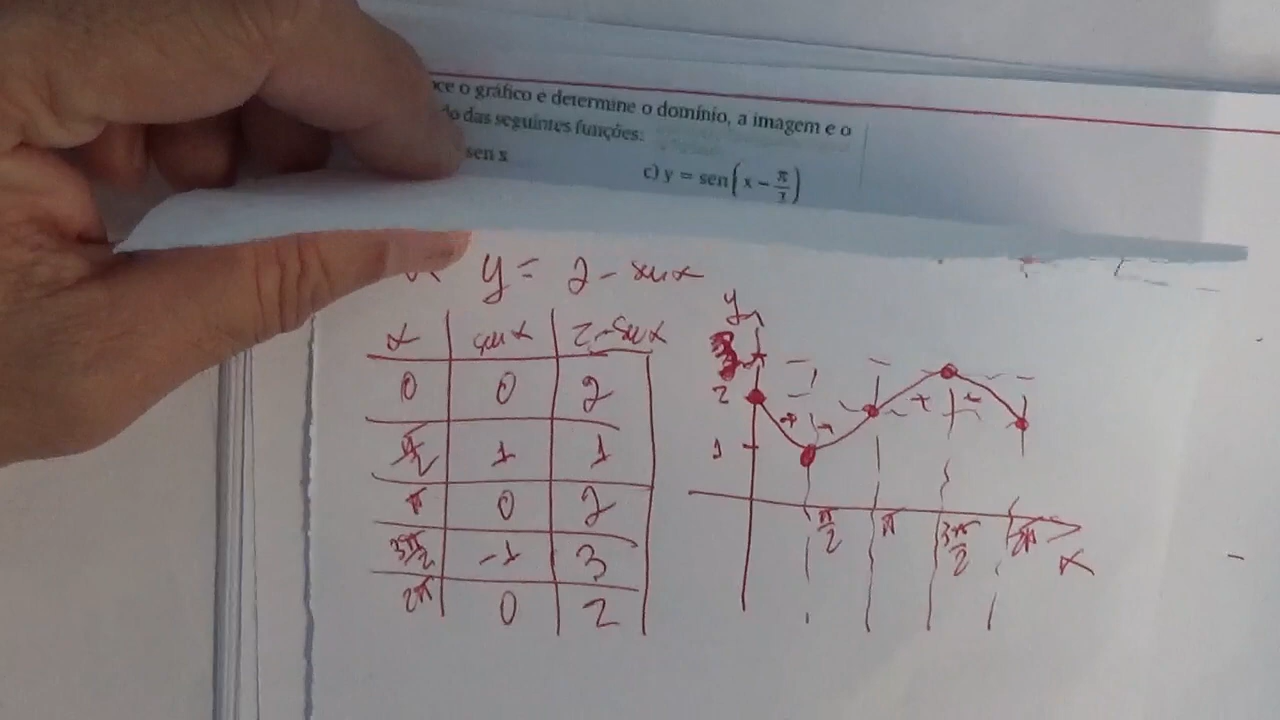 ce o gráfico e determine o domínio, a imagem e o
do das seguintes funções.
sen x
c) y = sen(x − π/3)
y = 2 - sen x
x sen x 2-sen x
0 0 2
π/2 1 1
π 0 2
3π/2 -1 3
2π 0 2
y
2
1
π/2 π 3π/2 2π
x